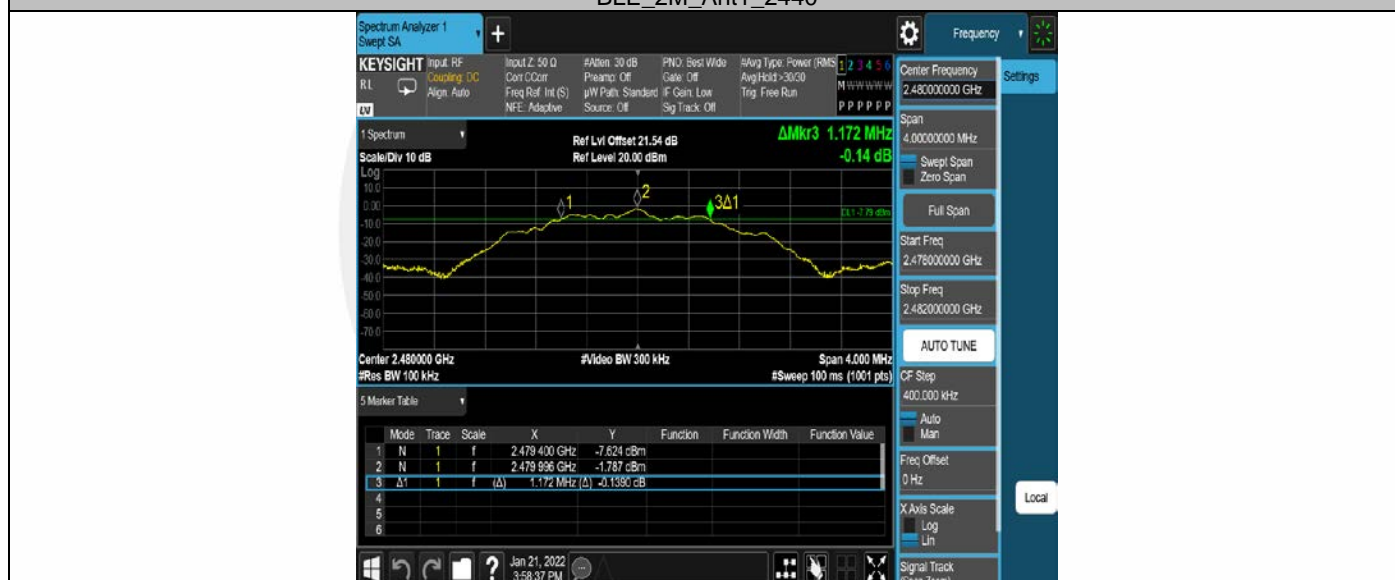 BLE_2M_Ant1_2440
Spectrum Analyzer 1
Swept SA
+
Frequency
KEYSIGHT
RL
Input: RF
Coupling: DC
Align: Auto
Input Z: 50 Ω
Corr CCorr
Freq Ref: Int (S)
NFE: Adaptive
#Atten: 30 dB
Preamp: Off
µW Path: Standard
Source: Off
PNO: Best Wide
Gate: Off
IF Gain: Low
Sig Track: Off
#Avg Type: Power (RMS
Avg|Hold:>30/30
Trig: Free Run
1 2 3 4 5 6
M W W W W W
P P P P P P
Center Frequency
2.480000000 GHz
Settings
Span
4.00000000 MHz
Swept Span
Zero Span
Full Span
Start Freq
2.478000000 GHz
Stop Freq
2.482000000 GHz
AUTO TUNE
CF Step
400.000 kHz
Auto
Man
Freq Offset
0 Hz
X Axis Scale
Log
Lin
Signal Track
Local
1 Spectrum
Scale/Div 10 dB
Log
Ref Lvl Offset 21.54 dB
Ref Level 20.00 dBm
ΔMkr3 1.172 MHz
-0.14 dB
10.0
0.00
-10.0
-20.0
-30.0
-40.0
-50.0
-60.0
-70.0
1
2
3Δ1
DL1 -7.79 dBm
Center 2.480000 GHz
#Video BW 300 kHz
Span 4.000 MHz
#Res BW 100 kHz
#Sweep 100 ms (1001 pts)
5 Marker Table
Mode Trace Scale X Y Function Function Width Function Value
1 N 1 f 2.479 400 GHz -7.624 dBm
2 N 1 f 2.479 996 GHz -1.787 dBm
3 Δ1 1 f (Δ) 1.172 MHz (Δ) -0.1390 dB
4
5
6
?
Jan 21, 2022
3:58:37 PM